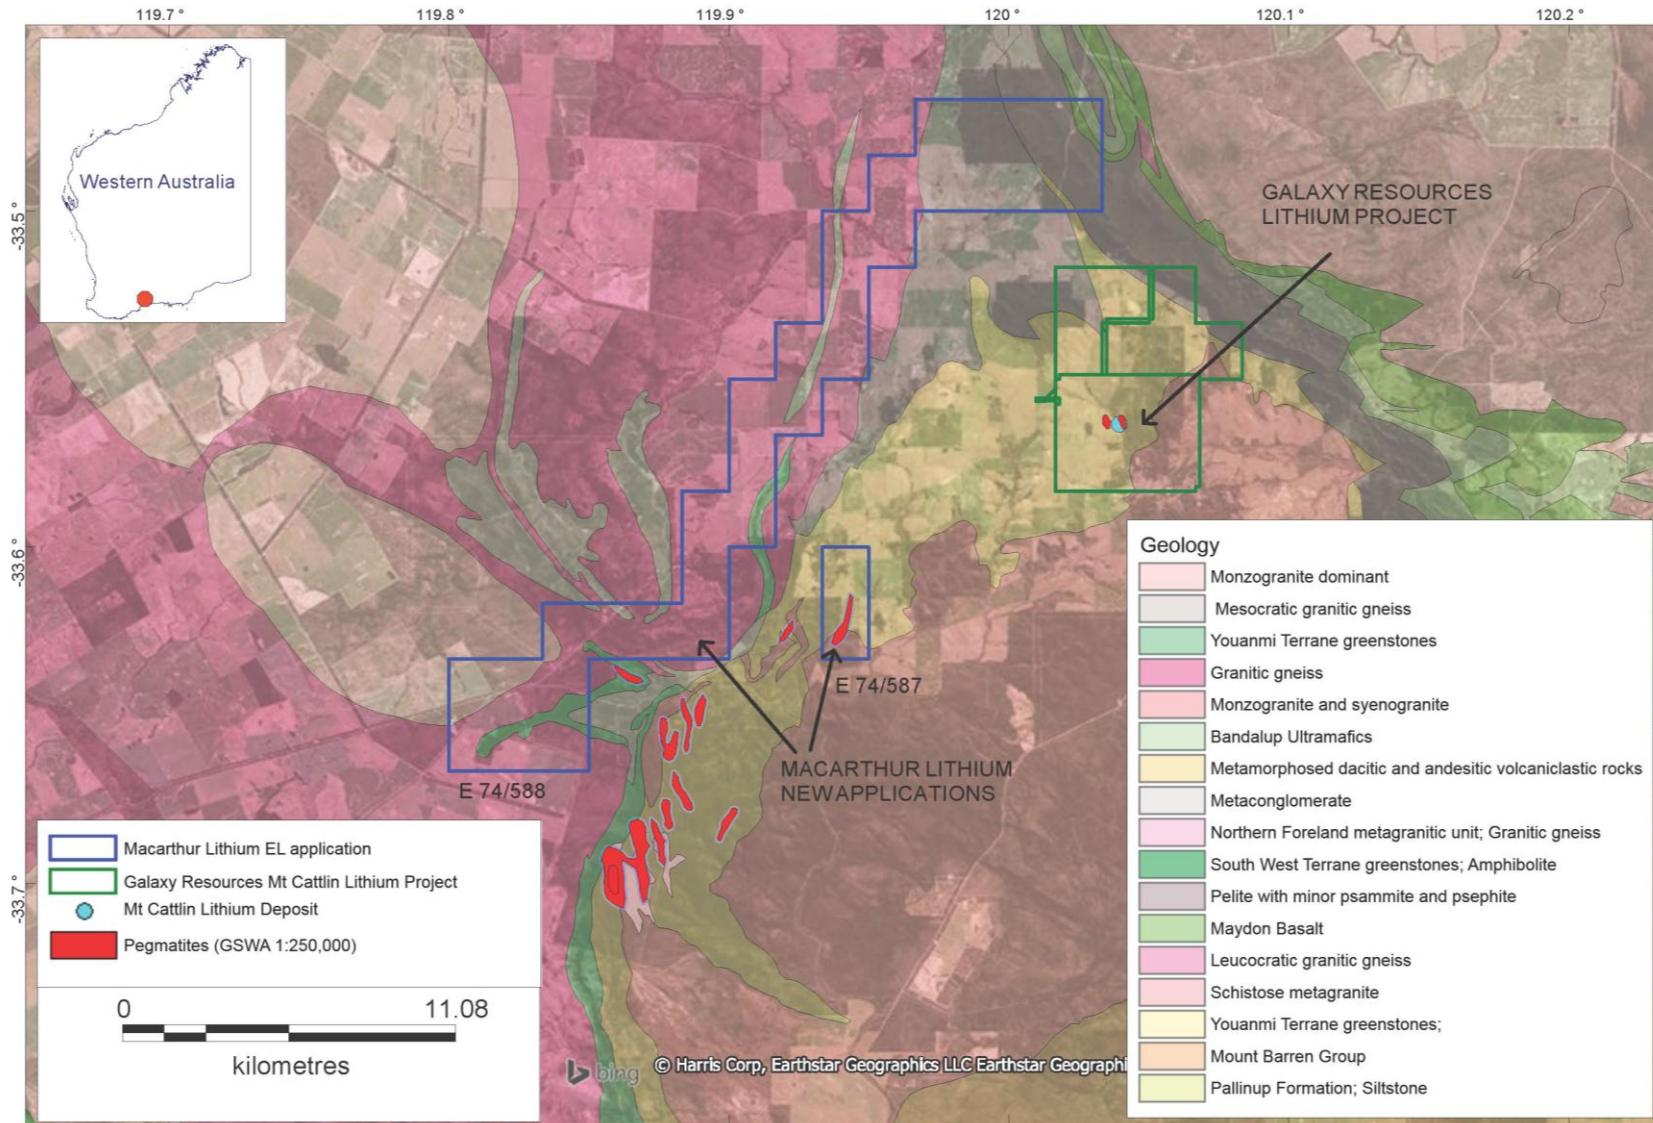 119.7°
119.8°
119.9°
120°
120.1°
120.2°
-33.5°
-33.6°
-33.7°
Western Australia
GALAXY RESOURCES
LITHIUM PROJECT
E 74/587
E 74/588
MACARTHUR LITHIUM
NEW APPLICATIONS
Macarthur Lithium EL application
Galaxy Resources Mt Cattlin Lithium Project
Mt Cattlin Lithium Deposit
Pegmatites (GSWA 1:250,000)
0
11.08
kilometres
bing
© Harris Corp, Earthstar Geographics LLC Earthstar Geographi
Geology
Monzogranite dominant
Mesocratic granitic gneiss
Youanmi Terrane greenstones
Granitic gneiss
Monzogranite and syenogranite
Bandalup Ultramafics
Metamorphosed dacitic and andesitic volcaniclastic rocks
Metaconglomerate
Northern Foreland metagranitic unit; Granitic gneiss
South West Terrane greenstones; Amphibolite
Pelite with minor psammite and psephite
Maydon Basalt
Leucocratic granitic gneiss
Schistose metagranite
Youanmi Terrane greenstones;
Mount Barren Group
Pallinup Formation; Siltstone